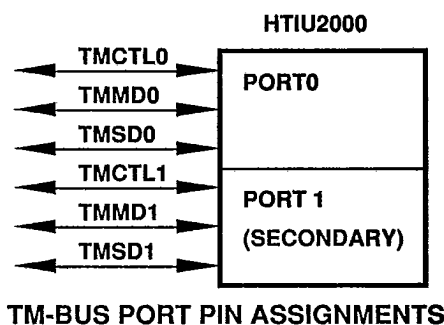 HTIU2000
TMCTL0
PORT0
TMMD0
TMSD0
TMCTL1
PORT 1
TMMD1
(SECONDARY)
TMSD1
TM-BUS PORT PIN ASSIGNMENTS